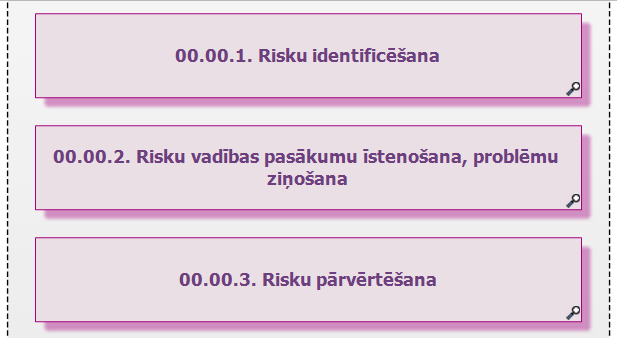 00.00.1. Risku identificēšana
00.00.2. Risku vadības pasākumu īstenošana, problēmu
ziņošana
00.00.3. Risku pārvērtēšana